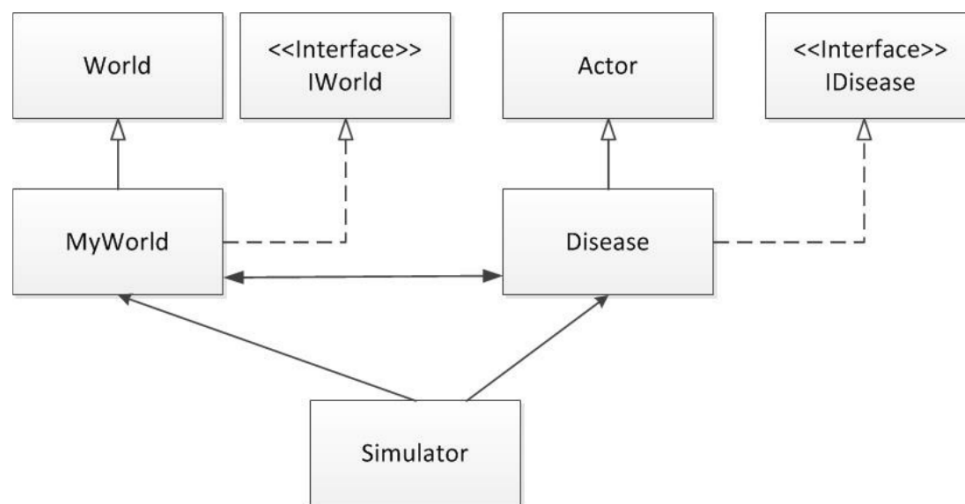 World
<<Interface>>
IWorld
Actor
<<Interface>>
IDisease
MyWorld
Disease
Simulator